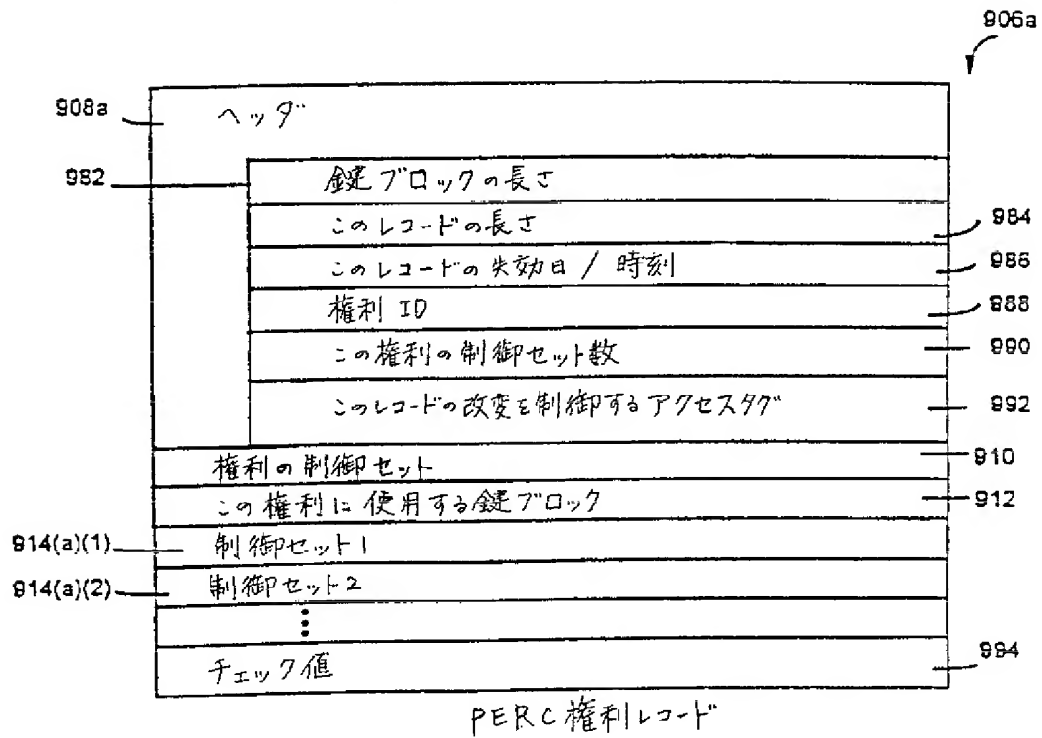 906a
908a
ヘッダ
982
鍵ブロックの長さ
このレコードの長さ
984
このレコードの失効日 / 時刻
986
権利 ID
988
この権利の制御セット数
990
このレコードの改変を制御するアクセスタグ
992
権利の制御セット
910
この権利に使用する鍵ブロック
912
914(a)(1)
制御セット1
914(a)(2)
制御セット2
チェック値
994
PERC権利レコード